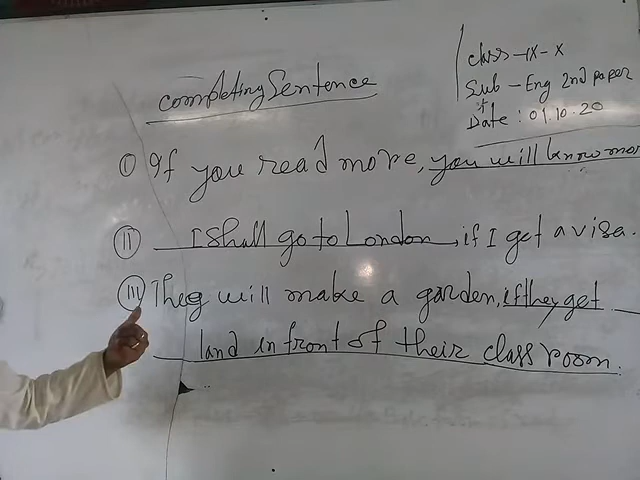 Class - IX - X
Sub - Eng 2nd paper
Date : 01.10.20
Completing Sentence
(i) If you read more, you will know mor
(ii) I shall go to London, if I get a visa.
(iii) They will make a garden, if they get
land in front of their class room.